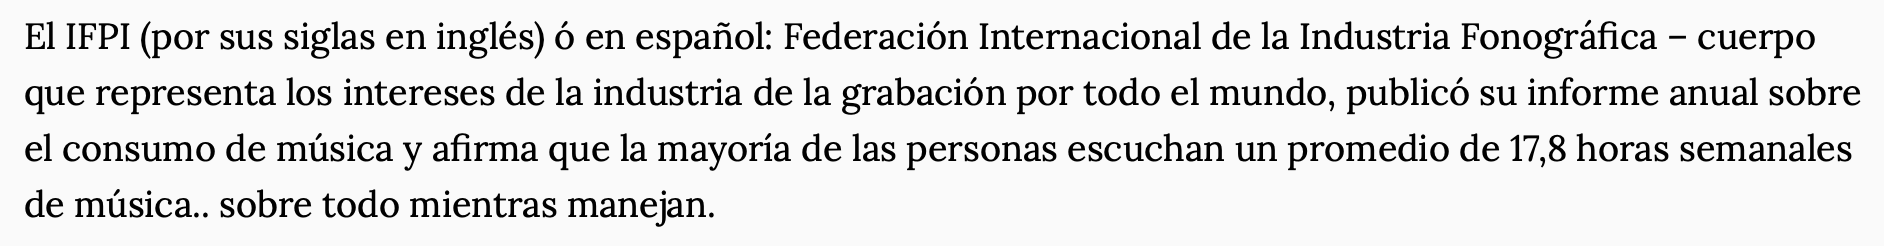 El IFPI (por sus siglas en inglés) ó en español: Federación Internacional de la Industria Fonográfica – cuerpo
que representa los intereses de la industria de la grabación por todo el mundo, publicó su informe anual sobre
el consumo de música y afirma que la mayoría de las personas escuchan un promedio de 17,8 horas semanales
de música.. sobre todo mientras manejan.